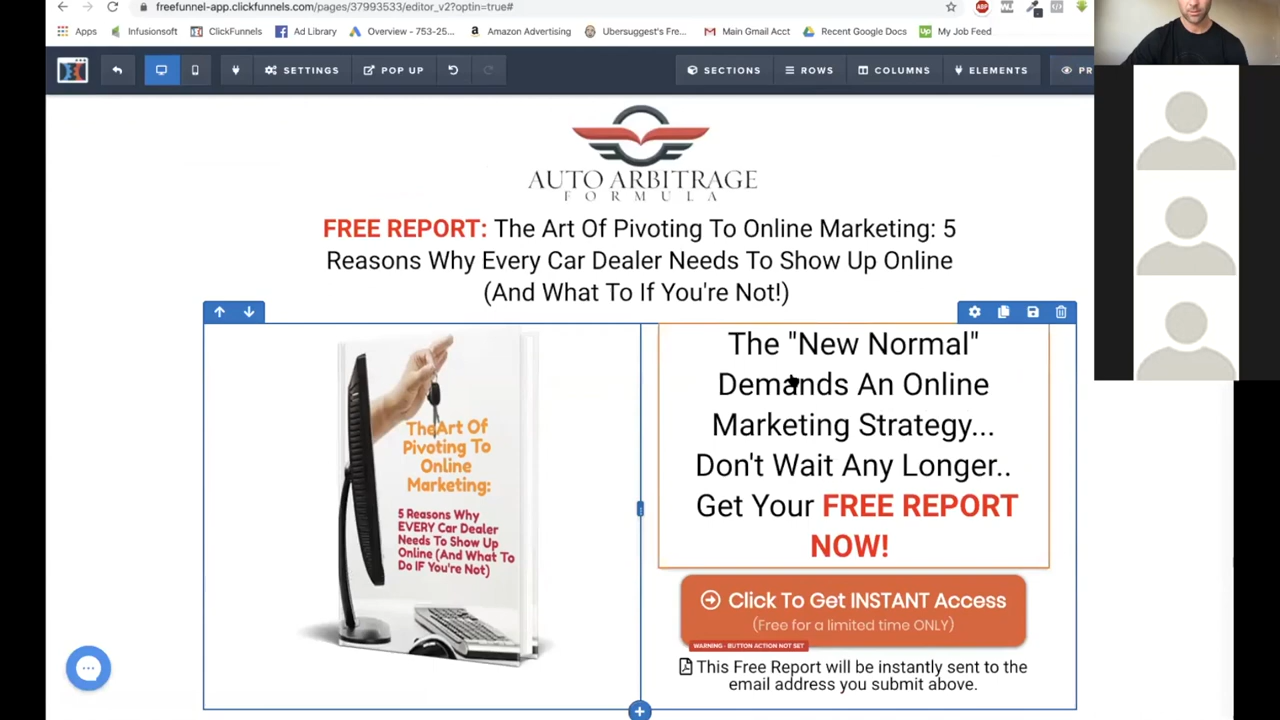 freefunnel-app.clickfunnels.com/pages/37993533/editor_v2?optin=true#
ABP
Apps Infusionsoft ClickFunnels Ad Library Overview - 753-25... Amazon Advertising Ubersuggest's Fre... Main Gmail Acct Recent Google Docs Up My Job Feed
SETTINGS POP UP SECTIONS ROWS COLUMNS ELEMENTS PR
AUTO ARBITRAGE
FORMULA
FREE REPORT: The Art Of Pivoting To Online Marketing: 5
Reasons Why Every Car Dealer Needs To Show Up Online
(And What To If You're Not!)
TheArt Of
Pivoting To
Online
Marketing:
5 Reasons Why
EVERY Car Dealer
Needs To Show Up
Online (And What To
Do IF You're Not)
The "New Normal"
Demands An Online
Marketing Strategy...
Don't Wait Any Longer..
Get Your FREE REPORT
NOW!
Click To Get INSTANT Access
(Free for a limited time ONLY)
WARNING - BUTTON ACTION NOT SET
This Free Report will be instantly sent to the
email address you submit above.